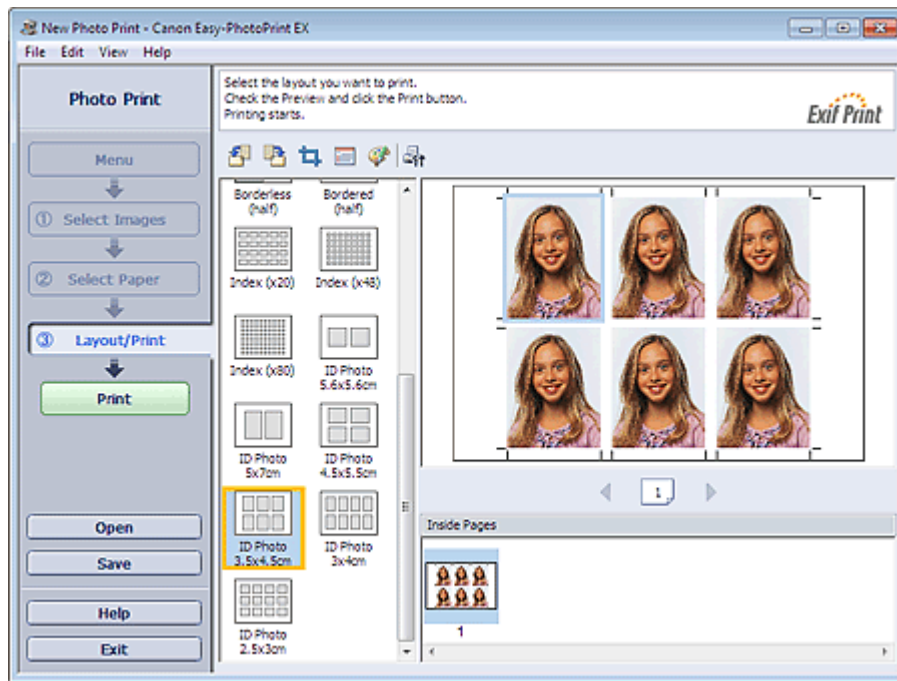 New Photo Print - Canon Easy-PhotoPrint EX
File Edit View Help
Photo Print
Select the layout you want to print.
Check the Preview and click the Print button.
Printing starts.
Exif Print
Menu
① Select Images
② Select Paper
③ Layout/Print
Print
Open
Save
Help
Exit
Borderless
(half)
Bordered
(half)
Index (x20)
Index (x48)
Index (x80)
ID Photo
5.6x5.6cm
ID Photo
5x7cm
ID Photo
4.5x5.5cm
ID Photo
3.5x4.5cm
ID Photo
3x4cm
ID Photo
2.5x3cm
1
Inside Pages
1